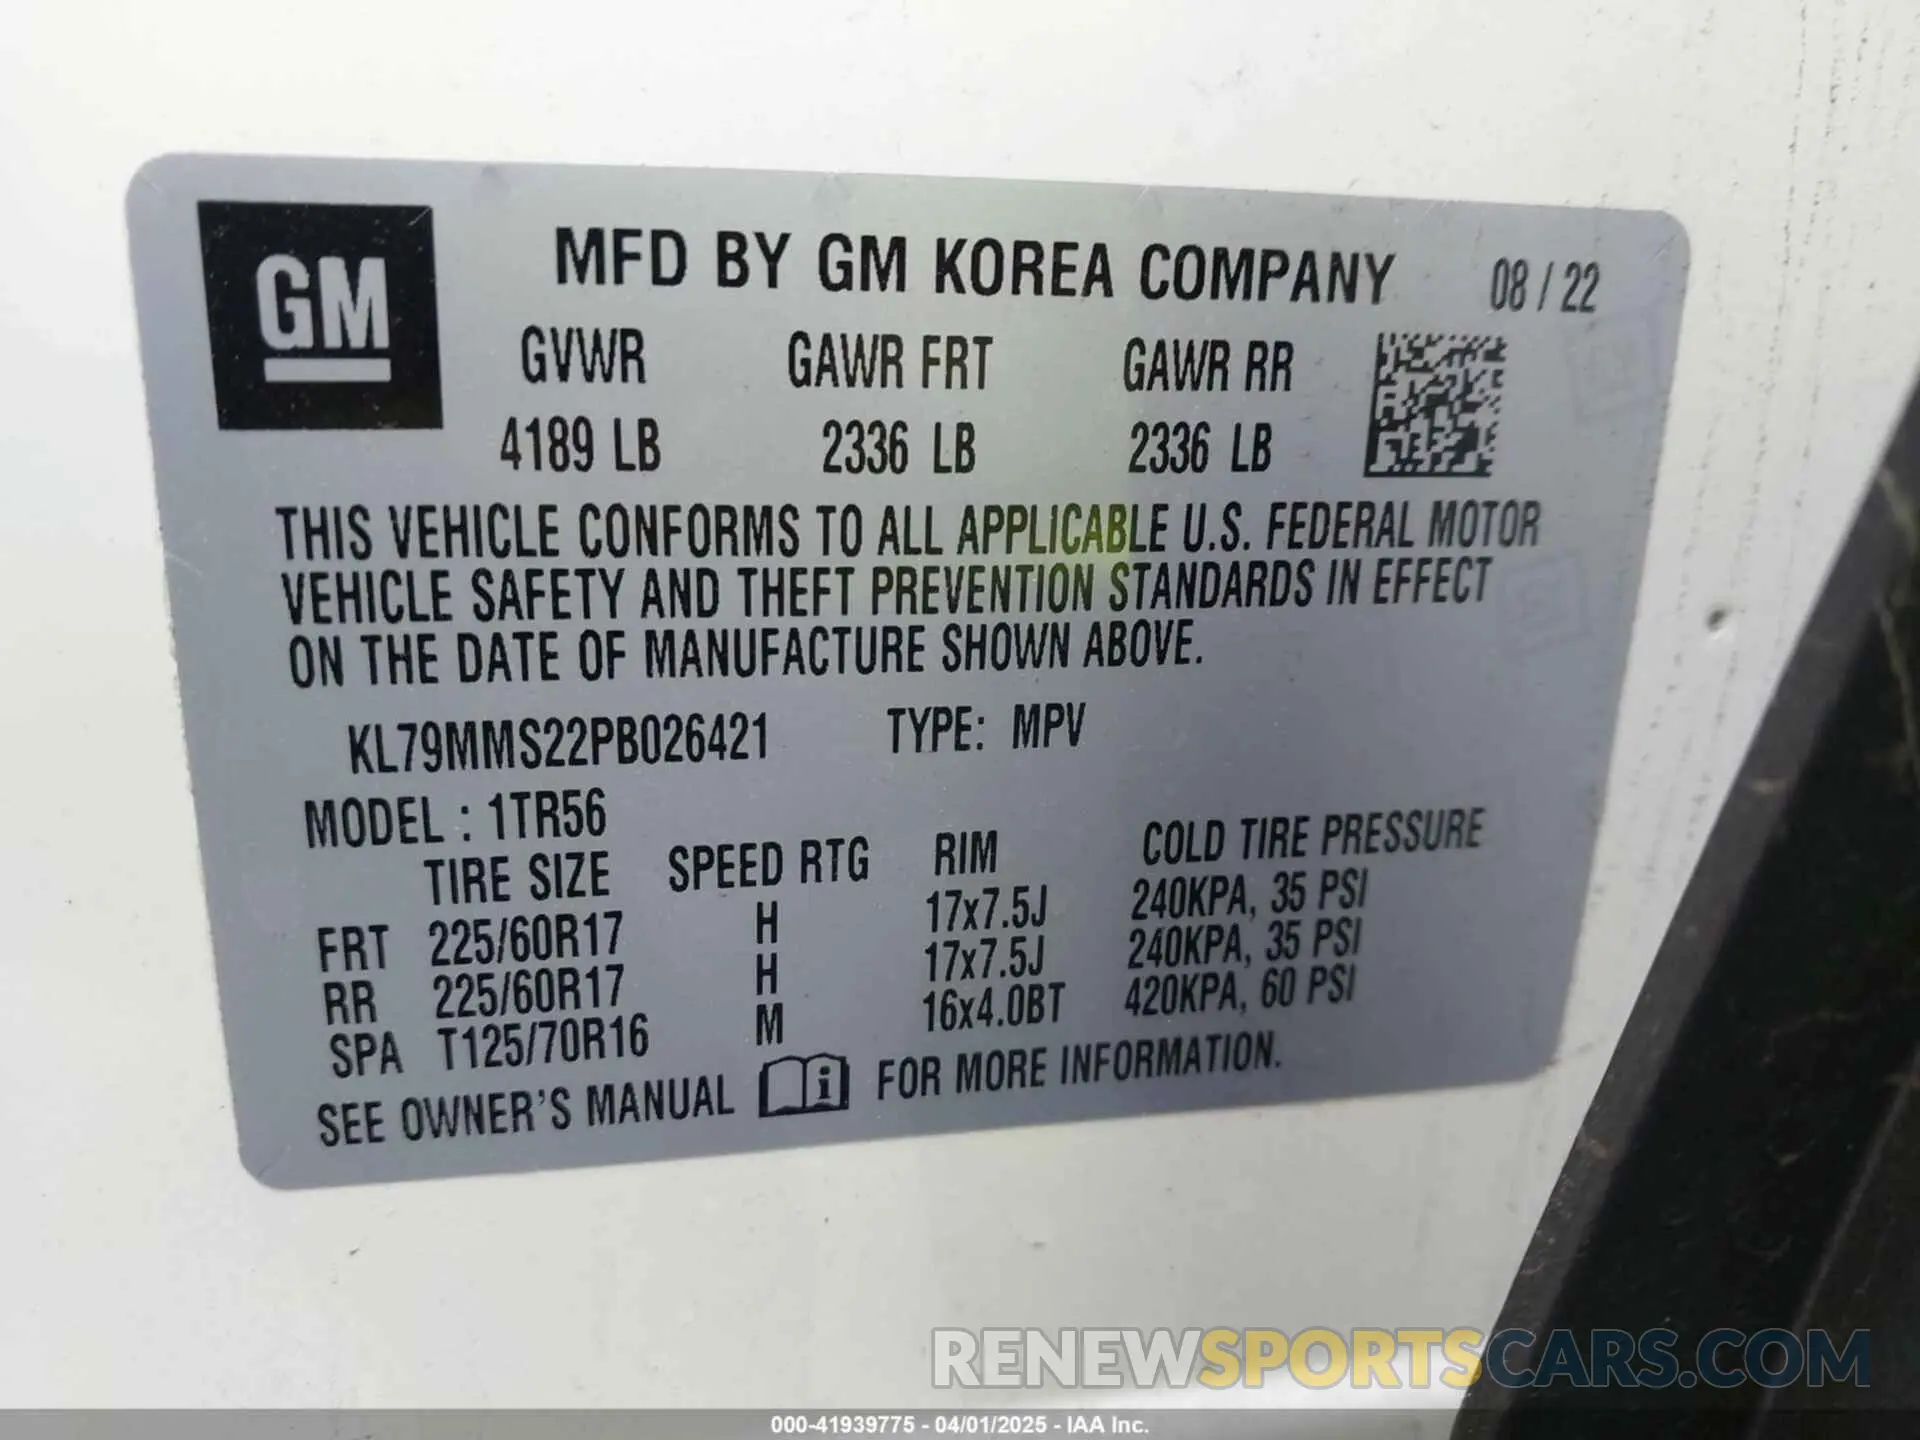 GM
MFD BY GM KOREA COMPANY 08 / 22
GVWR GAWR FRT GAWR RR
4189 LB 2336 LB 2336 LB
THIS VEHICLE CONFORMS TO ALL APPLICABLE U.S. FEDERAL MOTOR
VEHICLE SAFETY AND THEFT PREVENTION STANDARDS IN EFFECT
ON THE DATE OF MANUFACTURE SHOWN ABOVE.
KL79MMS22PB026421 TYPE: MPV
MODEL : 1TR56
TIRE SIZE SPEED RTG RIM COLD TIRE PRESSURE
FRT 225/60R17 H 17x7.5J 240KPA, 35 PSI
RR 225/60R17 H 17x7.5J 240KPA, 35 PSI
SPA T125/70R16 M 16x4.0BT 420KPA, 60 PSI
SEE OWNER'S MANUAL i FOR MORE INFORMATION.
RENEWSPORTSCARS.COM
000-41939775 - 04/01/2025 - IAA Inc.